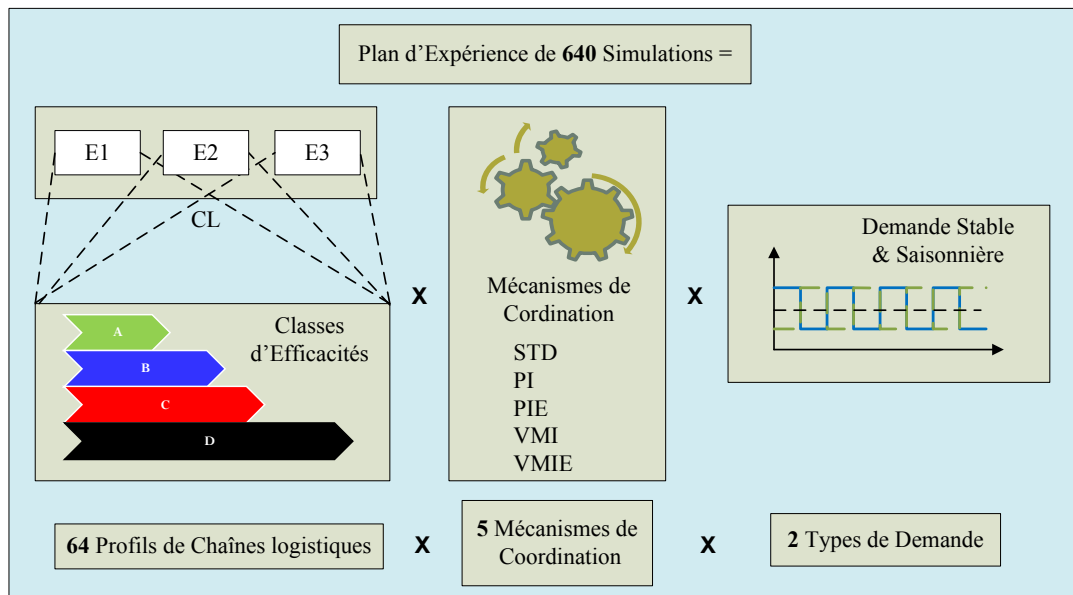 Plan d'Expérience de 640 Simulations =
E1
E2
E3
CL
Classes
d'Efficacités
A
B
C
D
X
Mécanismes de
Cordination
STD
PI
PIE
VMI
VMIE
X
Demande Stable
& Saisonnière
64 Profils de Chaînes logistiques
X
5 Mécanismes de
Coordination
X
2 Types de Demande